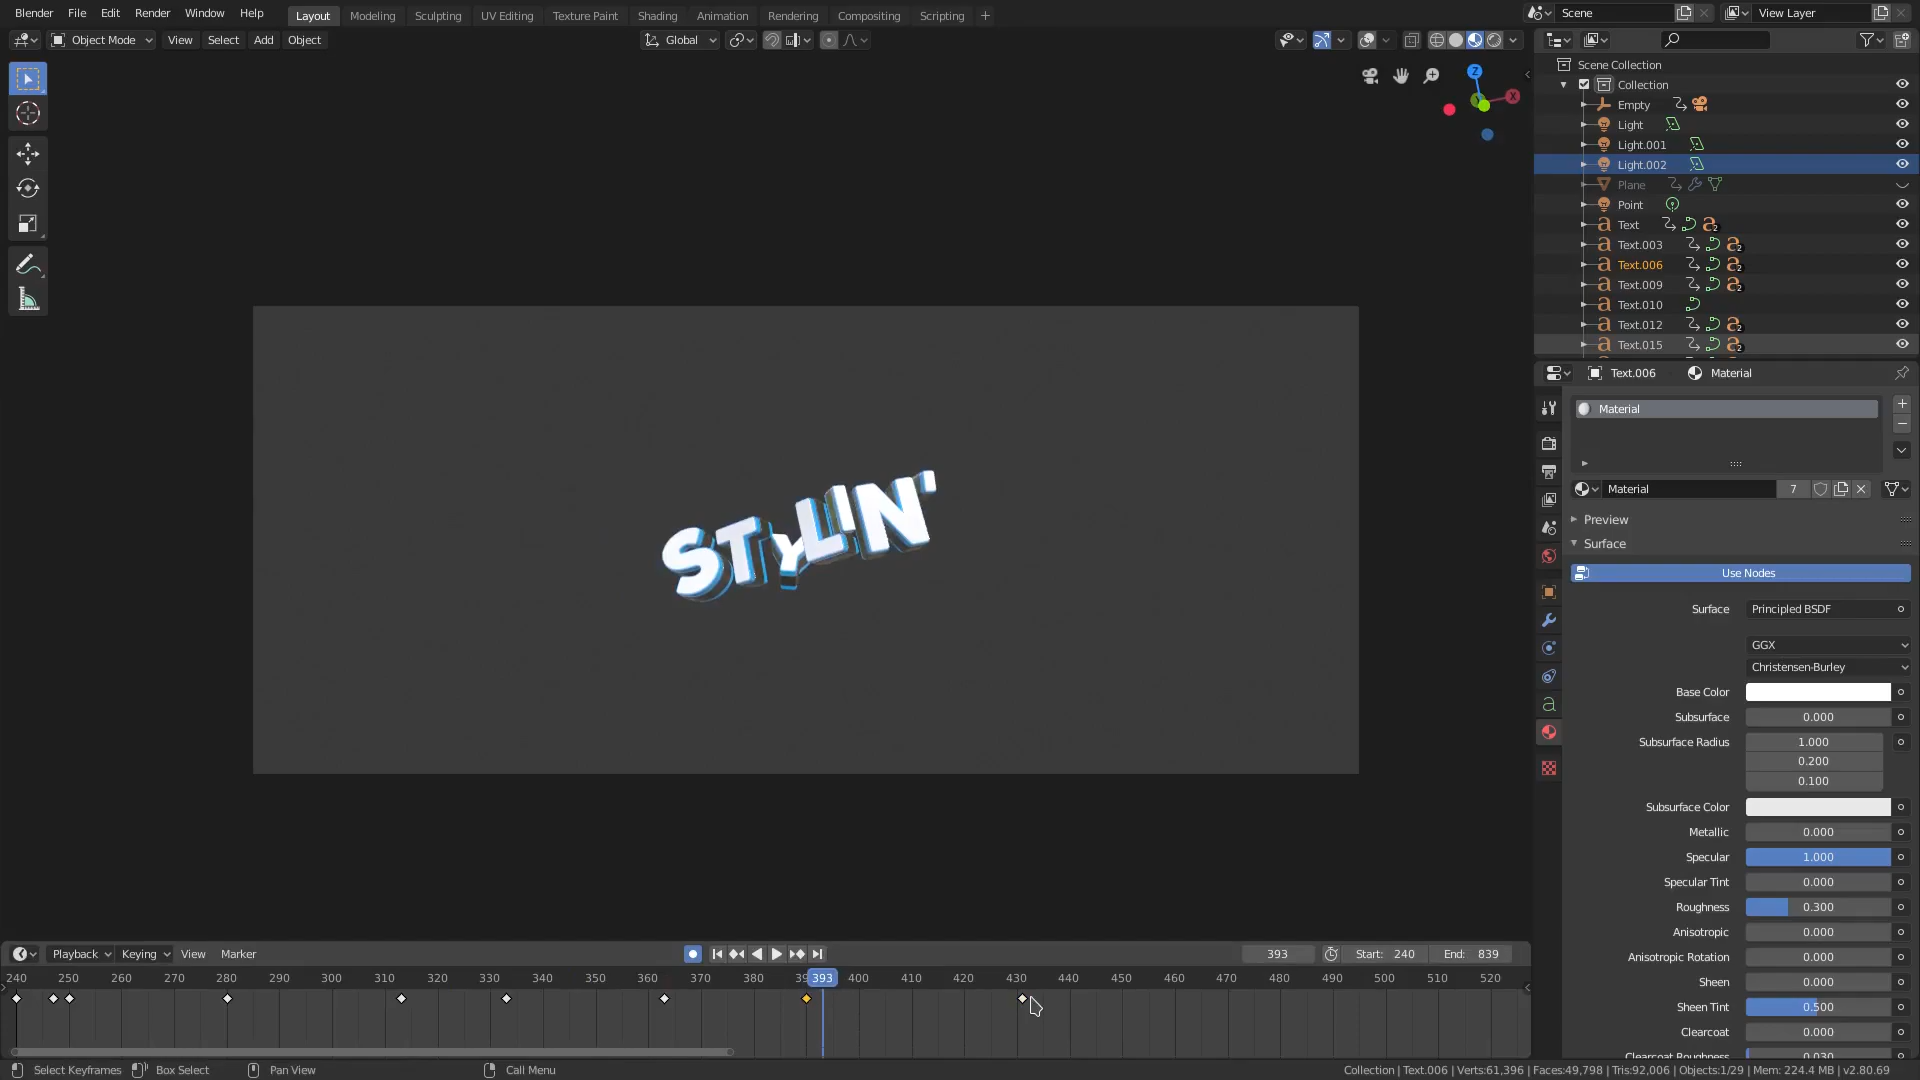 Blender File Edit Render Window Help Layout Modeling Sculpting UV Editing Texture Paint Shading Animation Rendering Compositing Scripting + Scene View Layer
Object Mode View Select Add Object Global
Z
X
STYLIN'
Scene Collection
Collection
Empty
Light
Light.001
Light.002
Plane
Point
Text
Text.003
Text.006
Text.009
Text.010
Text.012
Text.015
Text.006 Material
Material
Material 7
Preview
Surface
Use Nodes
Surface Principled BSDF
GGX
Christensen-Burley
Base Color
Subsurface 0.000
Subsurface Radius 1.000
0.200
0.100
Subsurface Color
Metallic 0.000
Specular 1.000
Specular Tint 0.000
Roughness 0.300
Anisotropic 0.000
Anisotropic Rotation 0.000
Sheen 0.000
Sheen Tint 0.500
Clearcoat 0.000
Clearcoat Roughness 0.030
Playback Keying View Marker 393 Start: 240 End: 839
240 250 260 270 280 290 300 310 320 330 340 350 360 370 380 393 400 410 420 430 440 450 460 470 480 490 500 510 520
Select Keyframes Box Select Pan View Call Menu Collection | Text.006 | Verts:61,396 | Faces:49,798 | Tris:92,006 | Objects:1/29 | Mem: 224.4 MB | v2.80.69